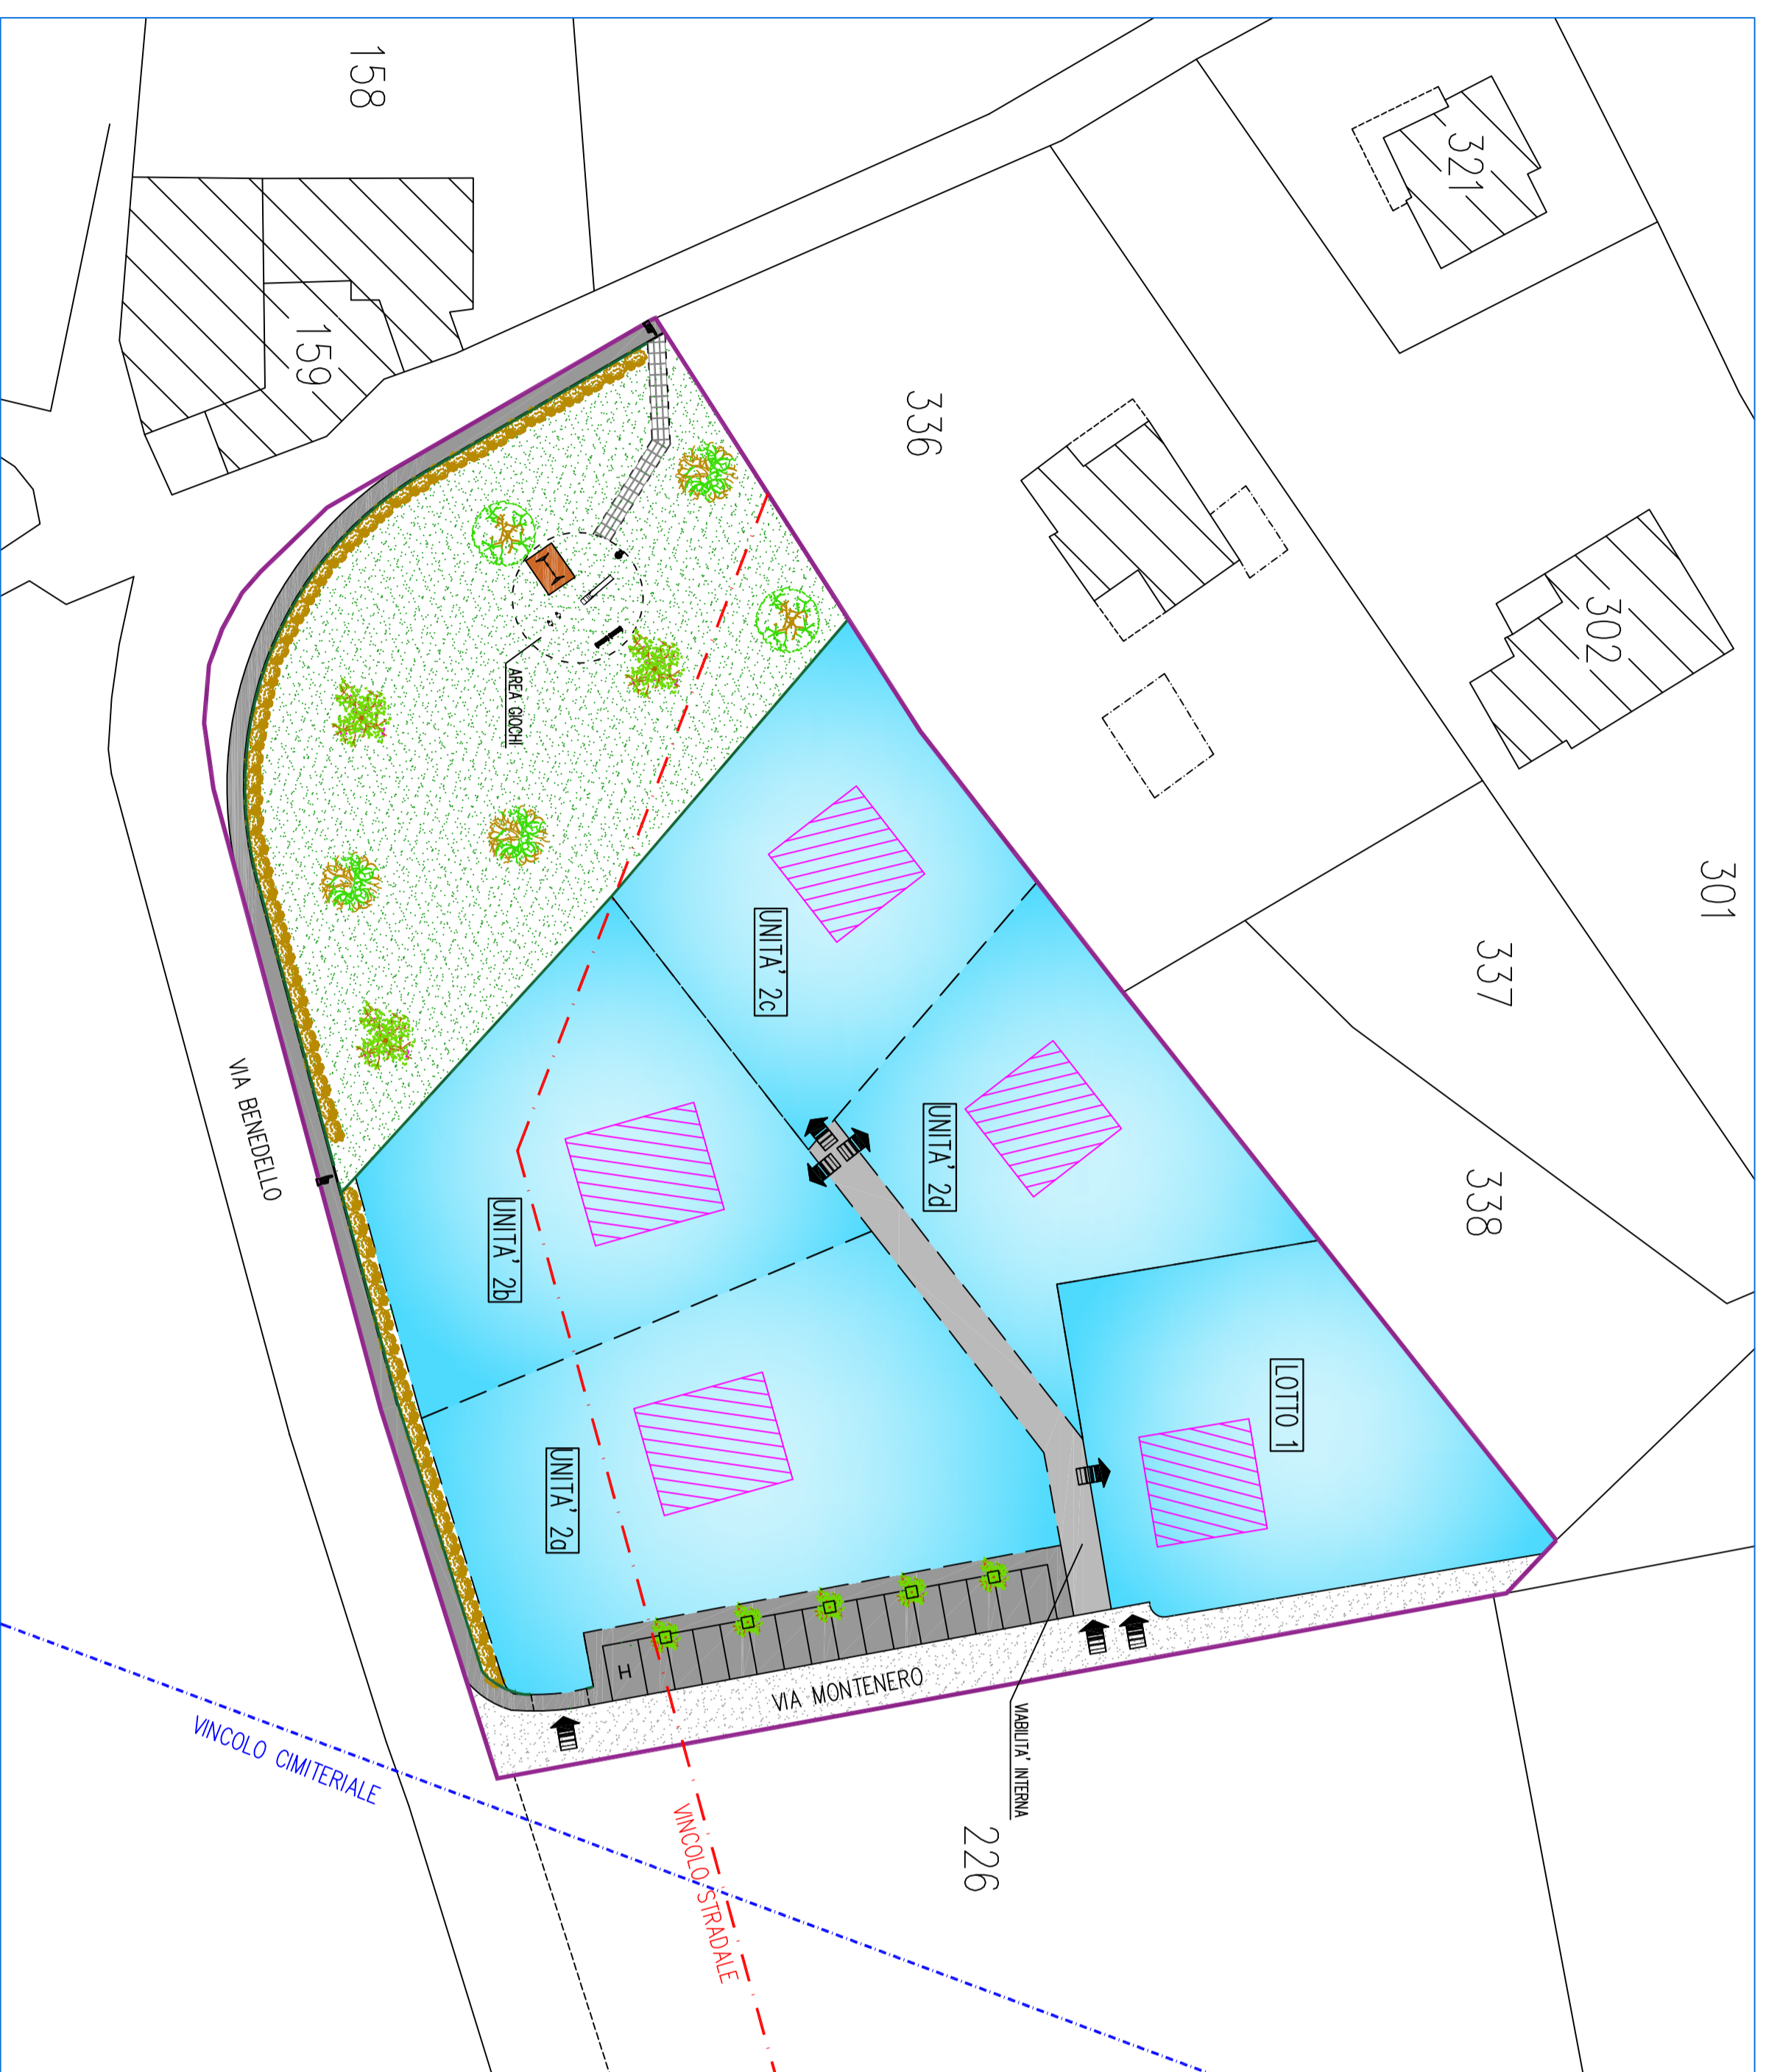 158
159
321
336
302
301
337
338
AREA GIOCHI
UNITA' 2c
UNITA' 2d
UNITA' 2b
UNITA' 2a
LOTTO 1
VIA BENEDELLO
H
VIA MONTENERO
VIABILITA' INTERNA
226
VINCOLO CIMITERIALE
VINCOLO STRADALE